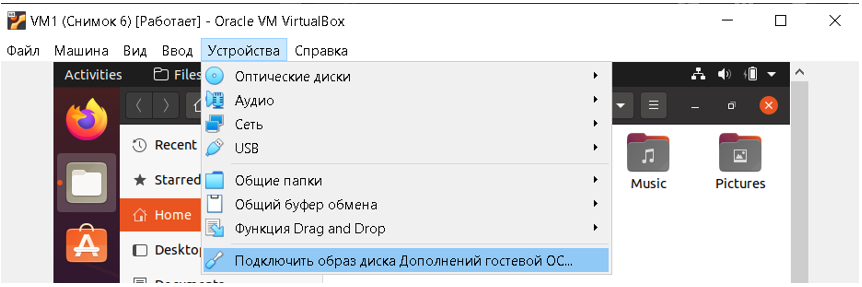 VM1 (Снимок 6) [Работает] - Oracle VM VirtualBox
Файл Машина Вид Ввод Устройства Справка
Activities Files
Оптические диски
Аудио
Сеть
USB
Общие папки
Общий буфер обмена
Функция Drag and Drop
Подключить образ диска Дополнений гостевой ОС...
Recent
Starred
Home
Music Pictures